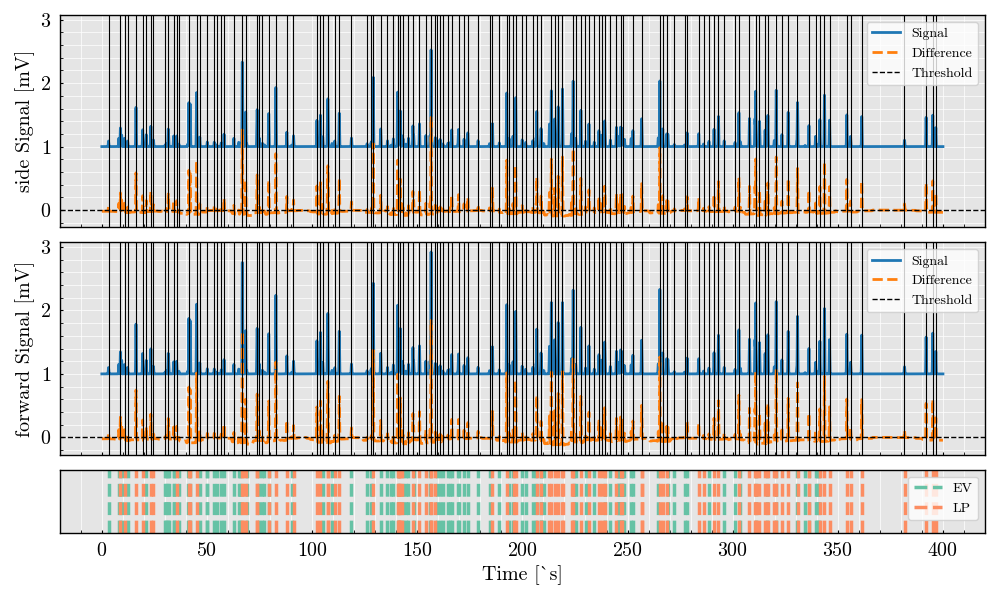 3
2
1
0
side Signal [mV]
Signal
Difference
Threshold
3
2
1
0
forward Signal [mV]
Signal
Difference
Threshold
EV
LP
0 50 100 150 200 250 300 350 400
Time [`s]